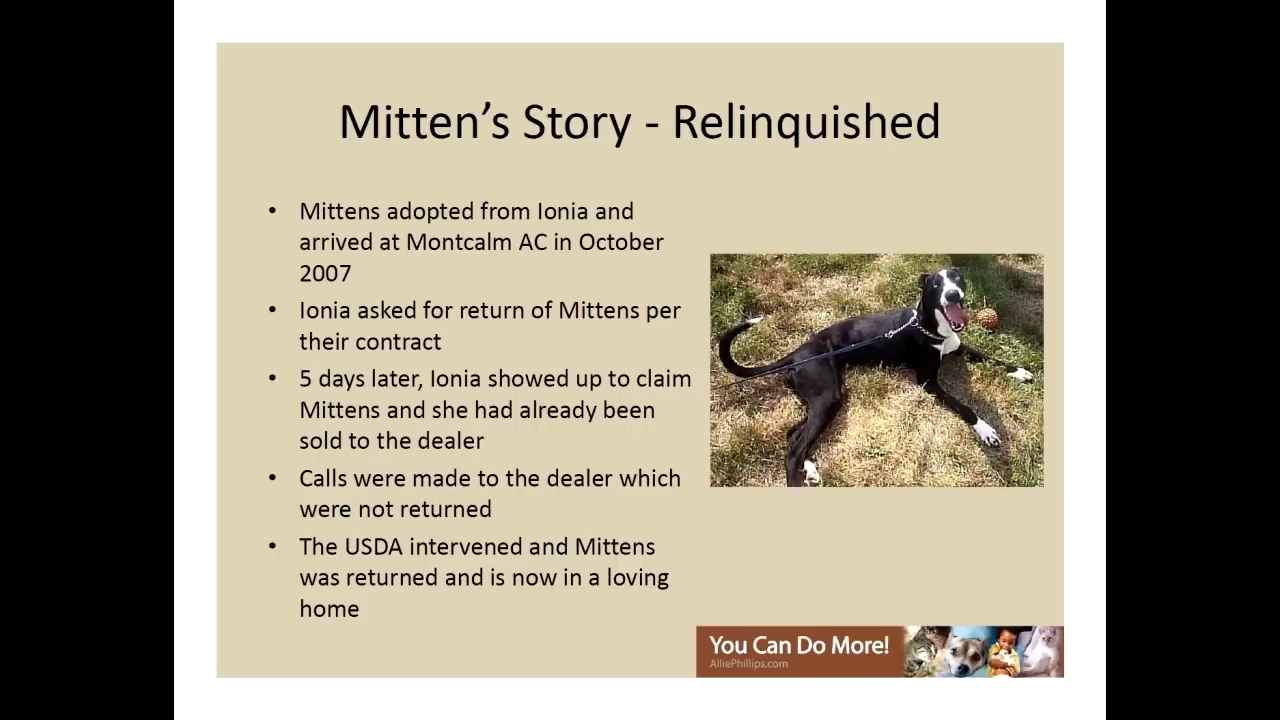 Mitten’s Story - Relinquished
• Mittens adopted from Ionia and
arrived at Montcalm AC in October
2007
• Ionia asked for return of Mittens per
their contract
• 5 days later, Ionia showed up to claim
Mittens and she had already been
sold to the dealer
• Calls were made to the dealer which
were not returned
• The USDA intervened and Mittens
was returned and is now in a loving
home
You Can Do More!
AlliePhillips.com